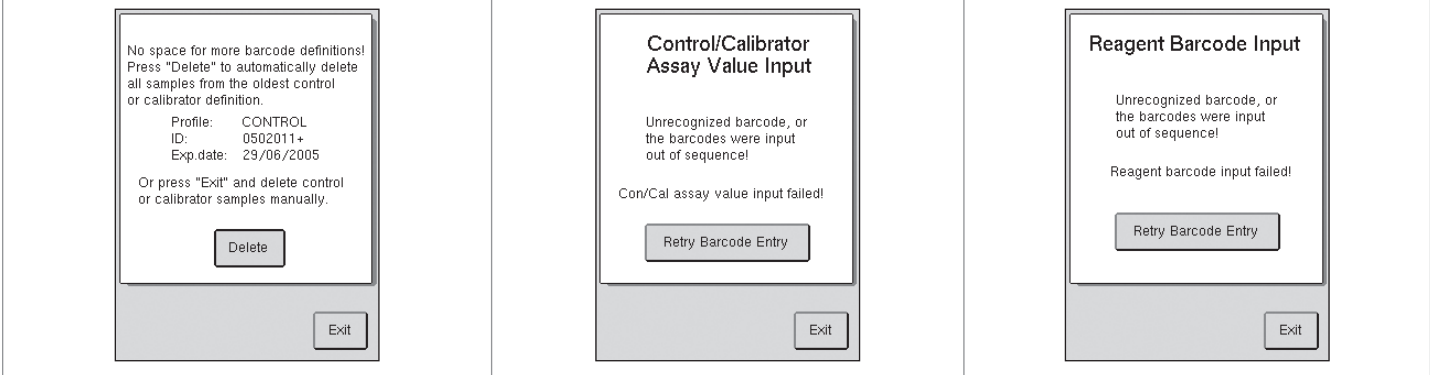 No space for more barcode definitions!
Press "Delete" to automatically delete
all samples from the oldest control
or calibrator definition.
Profile: CONTROL
ID: 0502011+
Exp.date: 29/06/2005
Or press "Exit" and delete control
or calibrator samples manually.
Delete
Exit
Control/Calibrator
Assay Value Input
Unrecognized barcode, or
the barcodes were input
out of sequence!
Con/Cal assay value input failed!
Retry Barcode Entry
Exit
Reagent Barcode Input
Unrecognized barcode, or
the barcodes were input
out of sequence!
Reagent barcode input failed!
Retry Barcode Entry
Exit